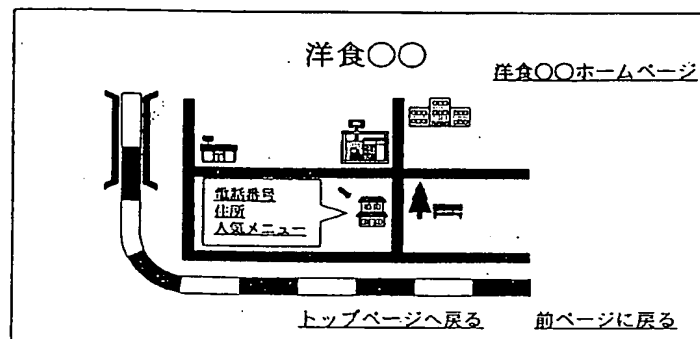 洋食〇〇
洋食〇〇ホームページ
電話番号
住所
人気メニュー
トップページへ戻る
前ページに戻る